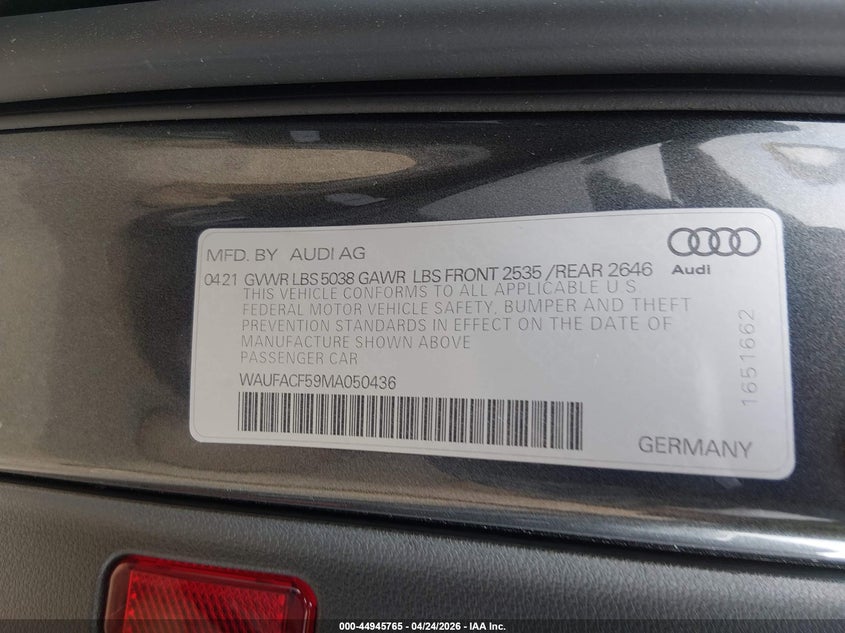 MFD. BY AUDI AG
0421 GVWR LBS 5038 GAWR LBS FRONT 2535 /REAR 2646
Audi
THIS VEHICLE CONFORMS TO ALL APPLICABLE U S
FEDERAL MOTOR VEHICLE SAFETY, BUMPER AND THEFT
PREVENTION STANDARDS IN EFFECT ON THE DATE OF
MANUFACTURE SHOWN ABOVE
PASSENGER CAR
WAUFACF59MA050436
1651662
GERMANY
000-44945765 - 04/24/2026 - IAA Inc.